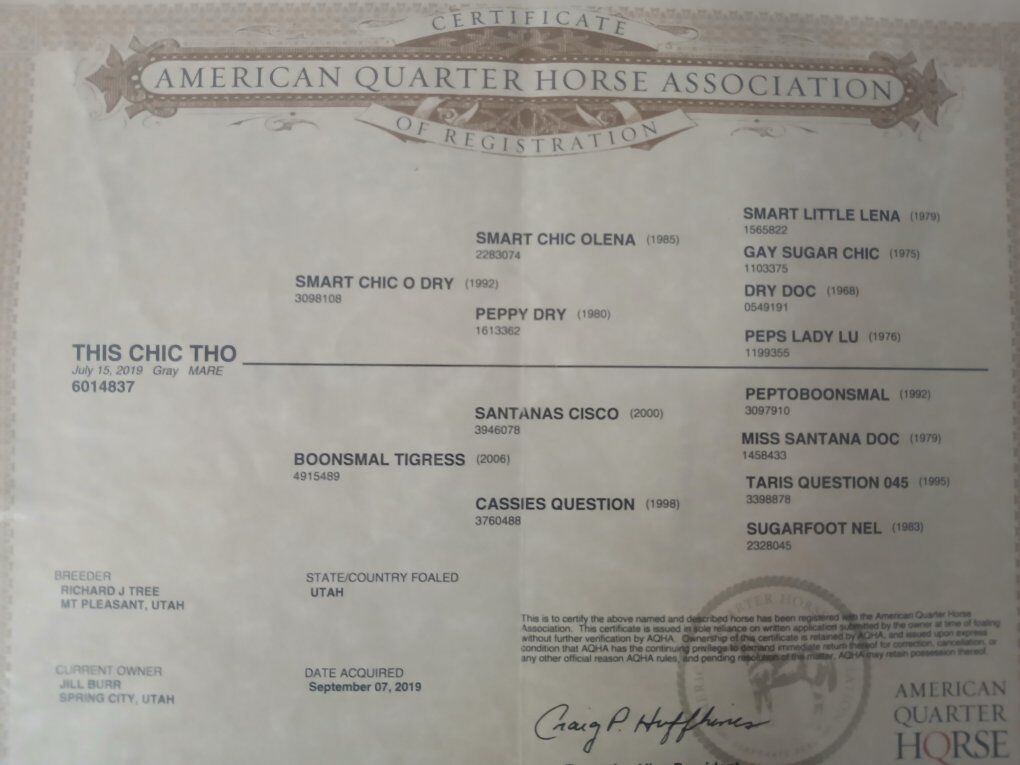 CERTIFICATE
AMERICAN QUARTER HORSE ASSOCIATION
OF REGISTRATION
SMART LITTLE LENA (1979)
1565822
SMART CHIC OLENA (1985)
2283074
GAY SUGAR CHIC (1975)
1103375
SMART CHIC O DRY (1992)
3098108
DRY DOC (1968)
0549191
PEPPY DRY (1980)
1613362
PEPS LADY LU (1976)
1199355
THIS CHIC THO
July 15, 2019 Gray MARE
6014837
PEPTOBOONSMAL (1992)
3097910
SANTANAS CISCO (2000)
3946078
MISS SANTANA DOC (1979)
1458433
BOONSMAL TIGRESS (2006)
4915489
TARIS QUESTION 045 (1995)
3398878
CASSIES QUESTION (1998)
3760488
SUGARFOOT NEL (1983)
2328045
BREEDER
RICHARD J TREE
MT PLEASANT, UTAH
STATE/COUNTRY FOALED
UTAH
This is to certify the above named and described horse has been registered with the American Quarter Horse
Association. This certificate is issued in sole reliance on written application submitted by the owner at time of foaling
without further verification by AQHA. Ownership of this certificate is retained by AQHA, and issued upon express
condition that AQHA has the continuing privilege to demand immediate return thereof for correction, cancellation, or
any other official reason AQHA rules, and pending resolution of the matter, AQHA may retain possession thereof.
CURRENT OWNER
JILL BURR
SPRING CITY, UTAH
DATE ACQUIRED
September 07, 2019
Craig P. Huffhines
AMERICAN
QUARTER
HORSE